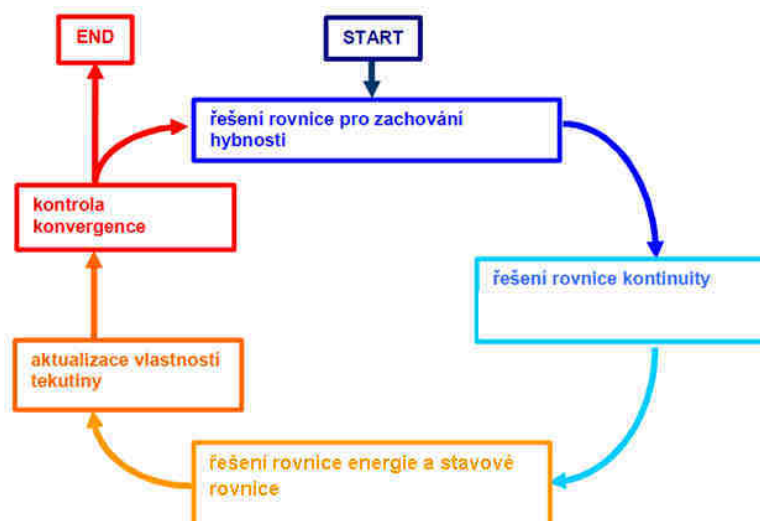 END
START
řešení rovnice pro zachování
hybnosti
kontrola
konvergence
řešení rovnice kontinuity
aktualizace vlastností
tekutiny
řešení rovnice energie a stavové
rovnice